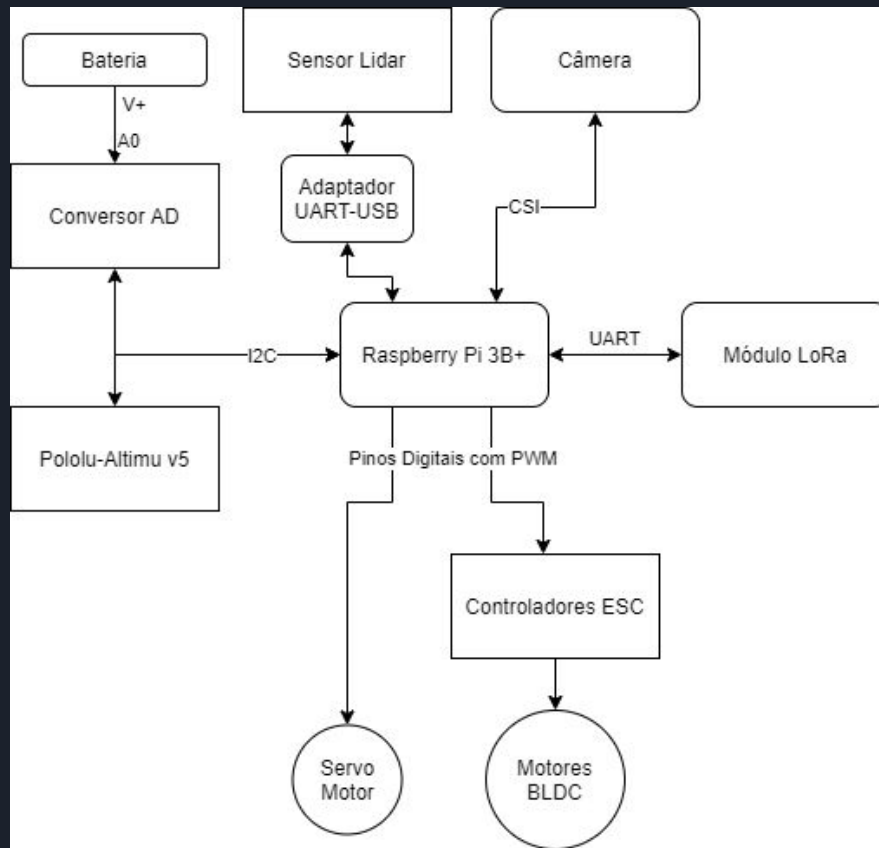 Bateria
Sensor Lidar
Câmera
V+
A0
Adaptador
UART-USB
Conversor AD
CSI
I2C
Raspberry Pi 3B+
UART
Módulo LoRa
Pololu-Altimu v5
Pinos Digitais com PWM
Controladores ESC
Servo
Motor
Motores
BLDC